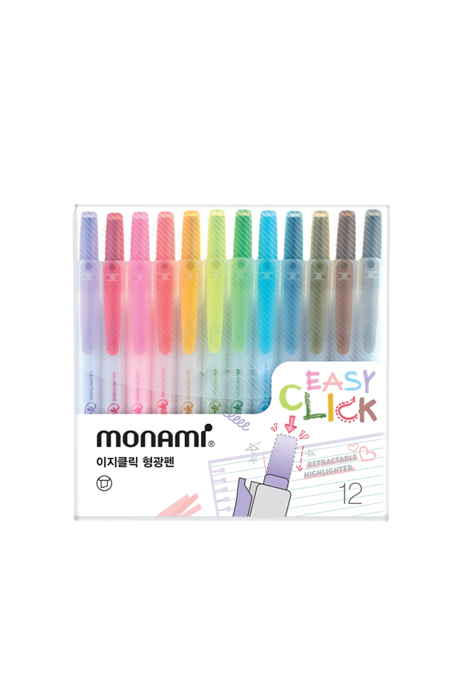 EASY
CLICK
monami®
이지클릭 형광펜
RETRACTABLE
HIGHLIGHTER
12